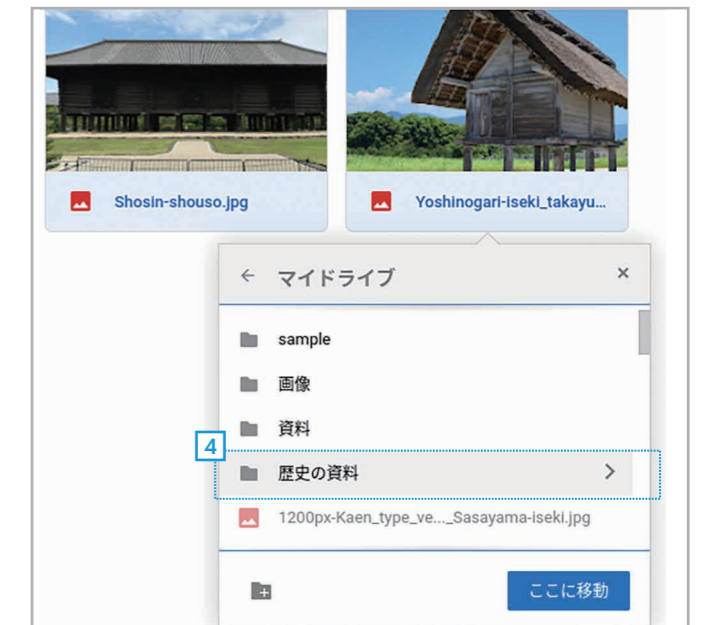 Shosin-shouso.jpg
Yoshinogari-iseki_takayu...
マイドライブ
sample
画像
資料
4
歴史の資料
1200px-Kaen_type_ve..._Sasayama-iseki.jpg
ここに移動